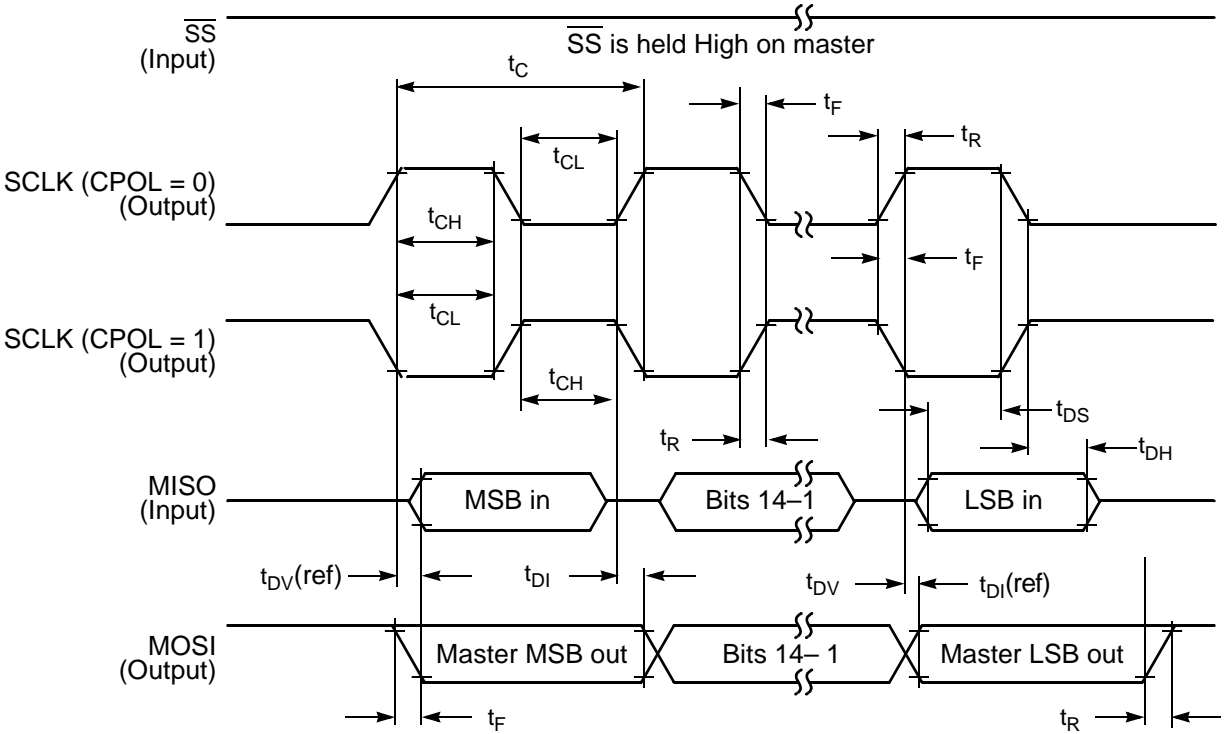 SS
(Input)
SS is held High on master
tC
tF
tCL
tR
SCLK (CPOL = 0)
(Output)
tCH
tF
tCL
SCLK (CPOL = 1)
(Output)
tCH
tDS
tR
tDH
MISO
(Input)
MSB in
Bits 14–1
LSB in
tDV(ref)
tDI
tDV
tDI(ref)
MOSI
(Output)
Master MSB out
Bits 14– 1
Master LSB out
tF
tR